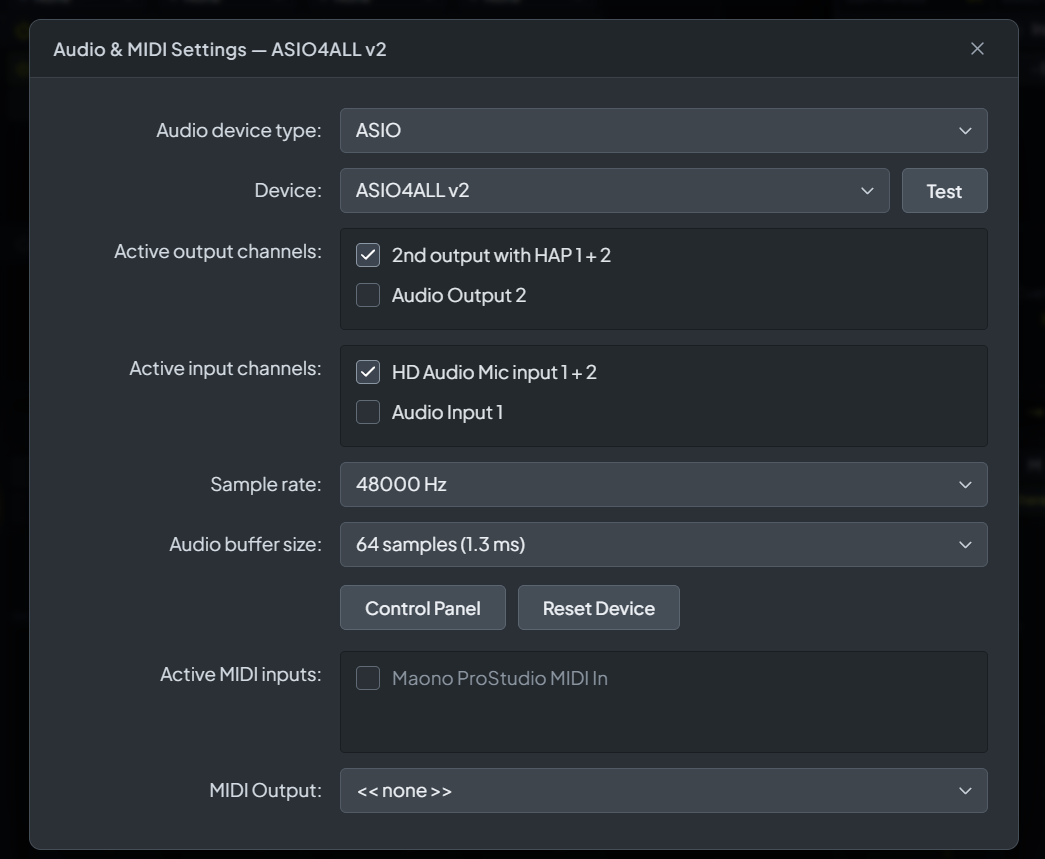 Audio & MIDI Settings — ASIO4ALL v2
Audio device type: ASIO
Device: ASIO4ALL v2 Test
Active output channels: 2nd output with HAP 1 + 2
Audio Output 2
Active input channels: HD Audio Mic input 1 + 2
Audio Input 1
Sample rate: 48000 Hz
Audio buffer size: 64 samples (1.3 ms)
Control Panel Reset Device
Active MIDI inputs: Maono ProStudio MIDI In
MIDI Output: << none >>